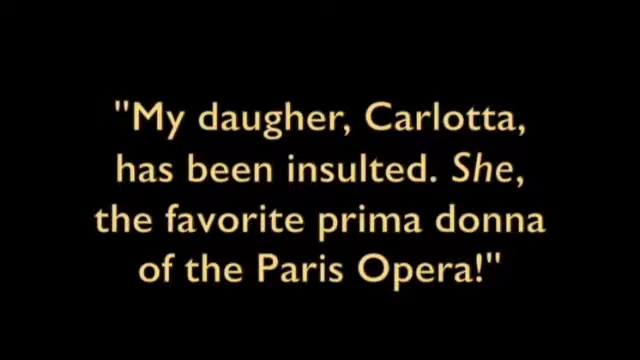 "My daugher, Carlotta,
has been insulted. She,
the favorite prima donna
of the Paris Opera!"